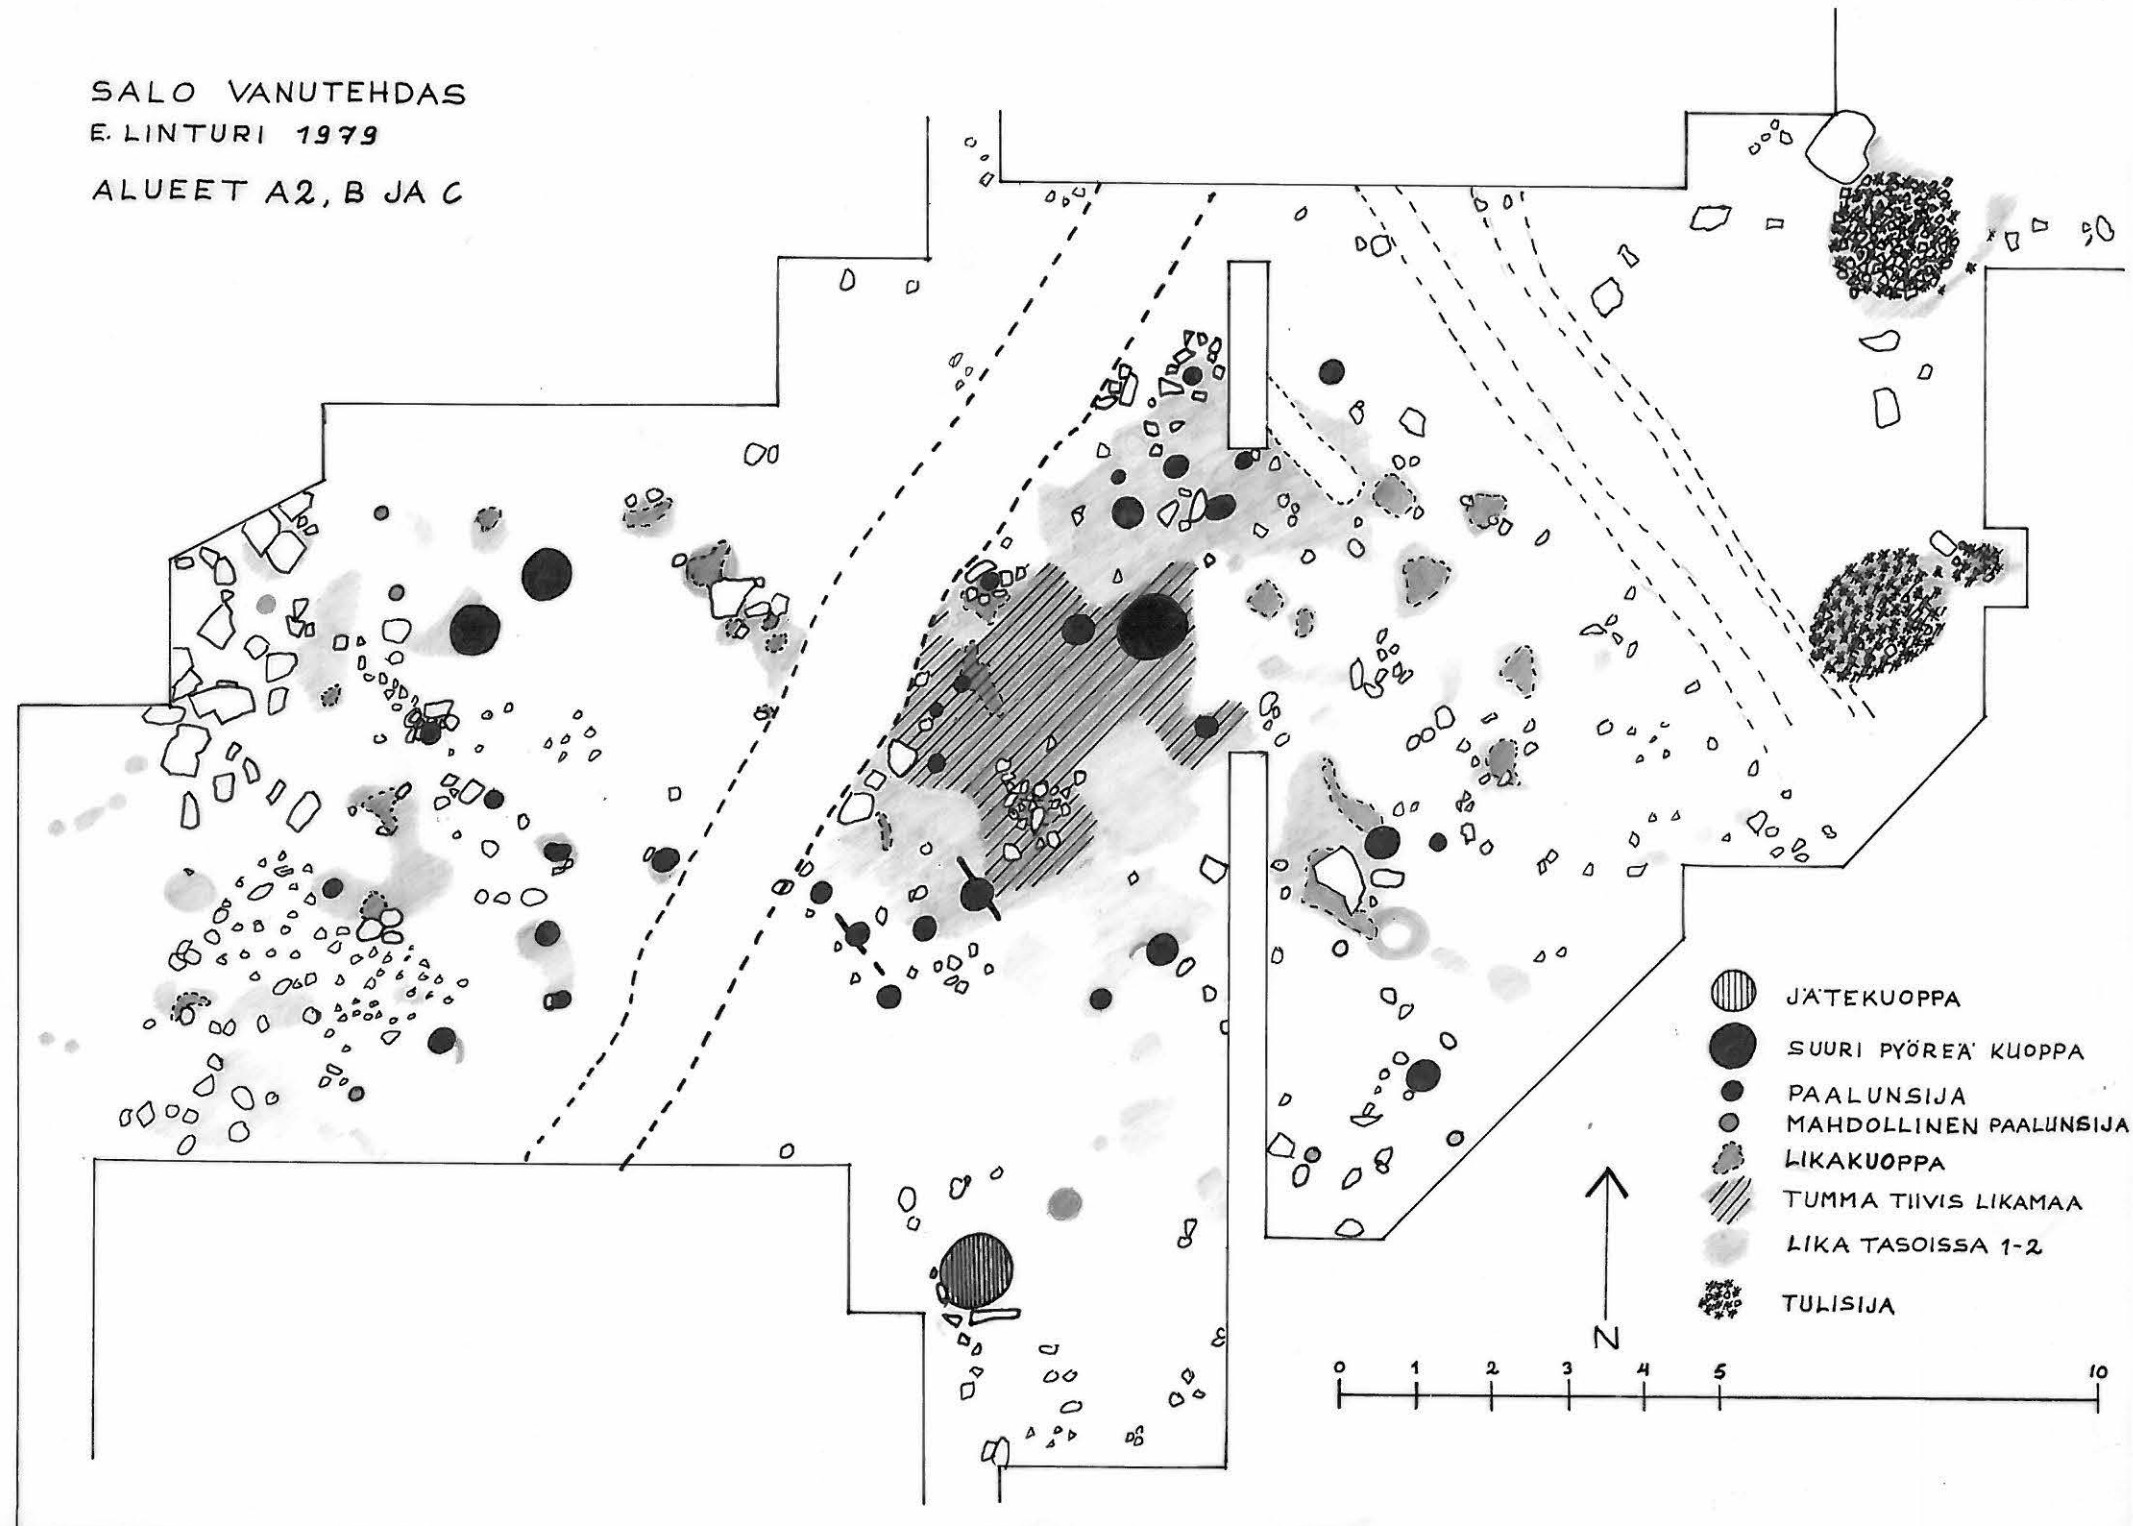 SALO VANUTEHDAS
E. LINTURI 1979
ALUEET A2, B JA C
JÄTEKUOPPA
SUURI PYÖREÄ KUOPPA
PAALUNSIJA
MAHDOLLINEN PAALUNSIJA
LIKAKUOPPA
TUMMA TIIVIS LIKAMAA
LIKA TASOISSA 1-2
TULISIJA
N
0 1 2 3 4 5 10